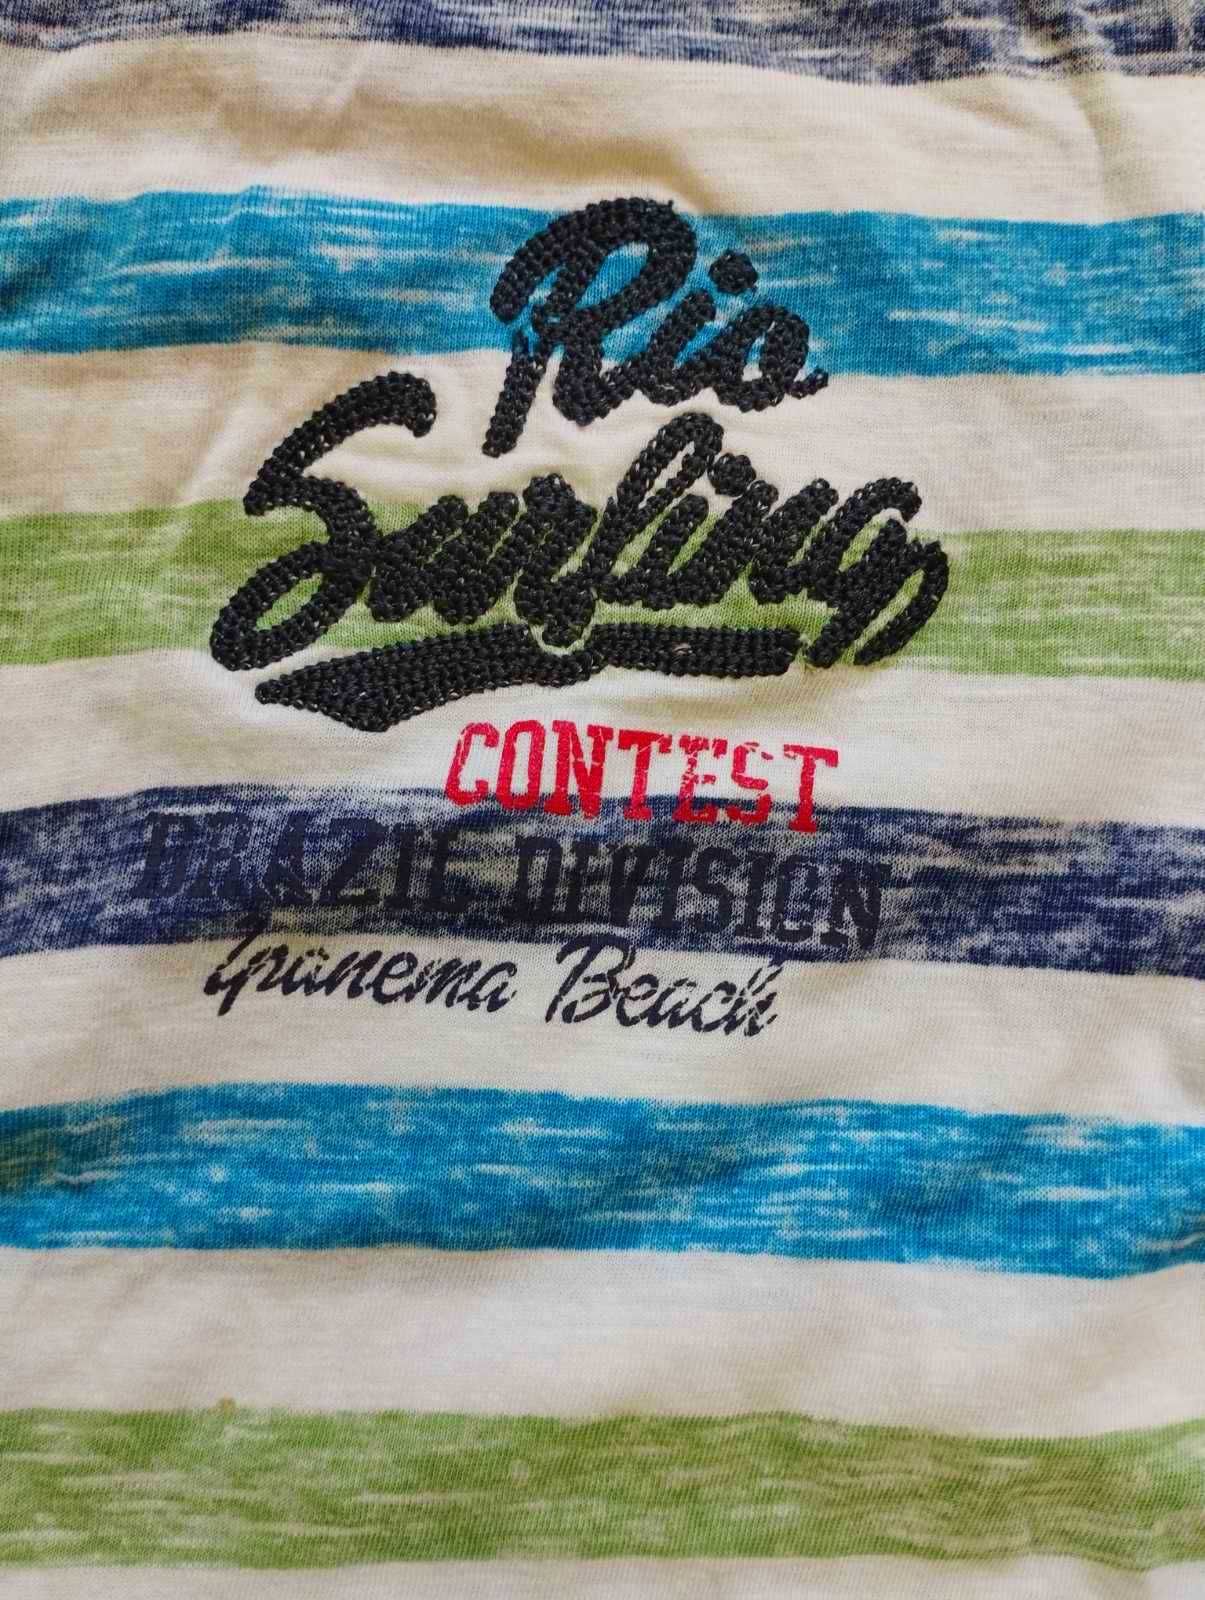 Rio
Surfing
CONTEST
BRAZIL DIVISION
Ipanema Beach